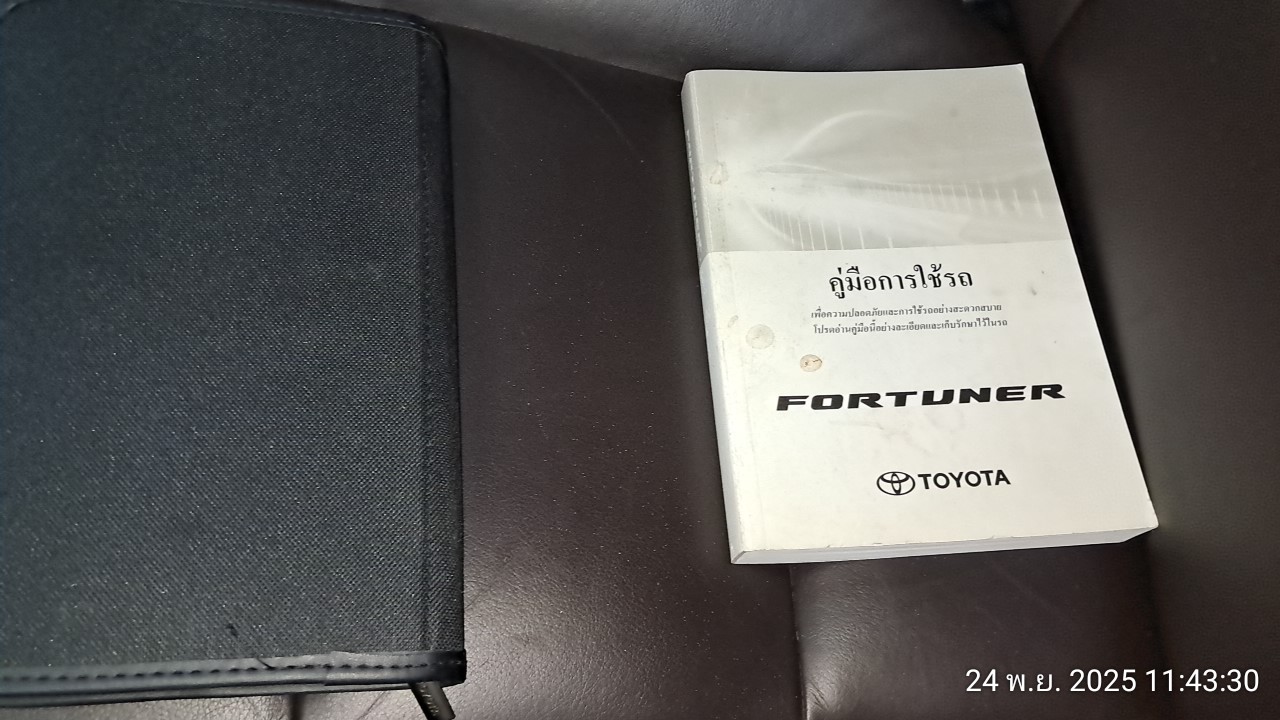 คู่มือการใช้รถ
เพื่อความปลอดภัยและการใช้รถอย่างสะดวกสบาย
โปรดอ่านคู่มือนี้อย่างละเอียดและเก็บรักษาไว้ในรถ
FORTUNER
TOYOTA
24 พ.ย. 2025 11:43:30